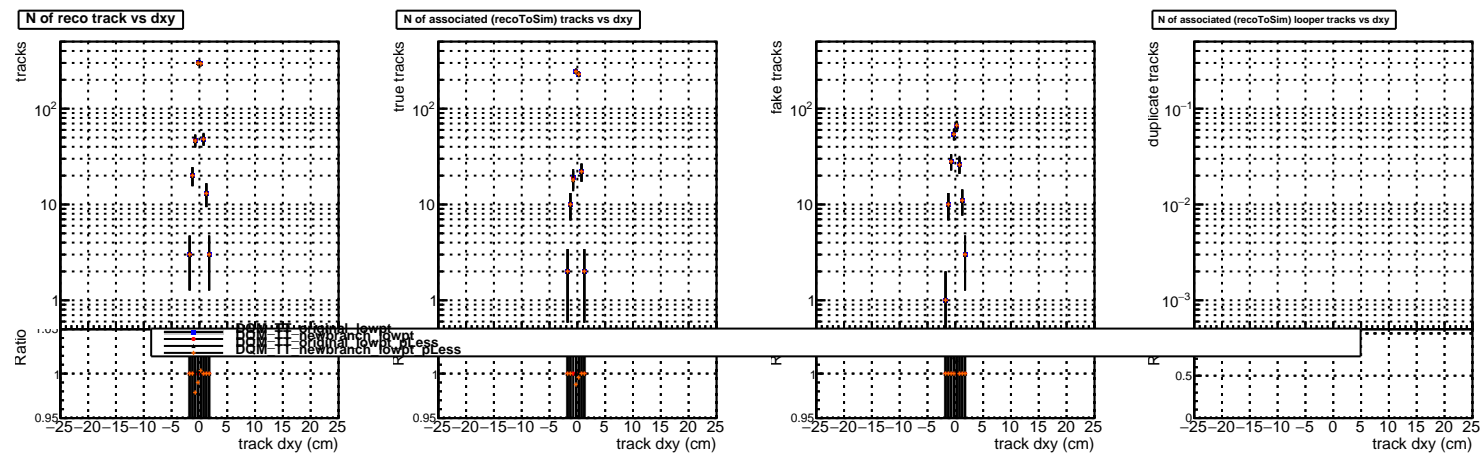 N of reco track vs dxy
N of associated (recoToSim) tracks vs dxy
N of associated (recoToSim) looper tracks vs dxy
tracks
true tracks
fake tracks
duplicate tracks
10²
10
1
10²
10
1
10²
10
1
10⁻¹
10⁻²
10⁻³
DQM_TT_original_lowpt
DQM_TT_newbranch_lowpt
DQM_TT_original_lowpt_pLess
DQM_TT_newbranch_lowpt_pLess
Ratio
1
0.95
1
0.95
1
0.95
0.5
0
−25 −20 −15 −10 −5 0 5 10 15 20 25
−25 −20 −15 −10 −5 0 5 10 15 20 25
−25 −20 −15 −10 −5 0 5 10 15 20 25
−25 −20 −15 −10 −5 0 5 10 15 20 25
track dxy (cm)
track dxy (cm)
track dxy (cm)
track dxy (cm)